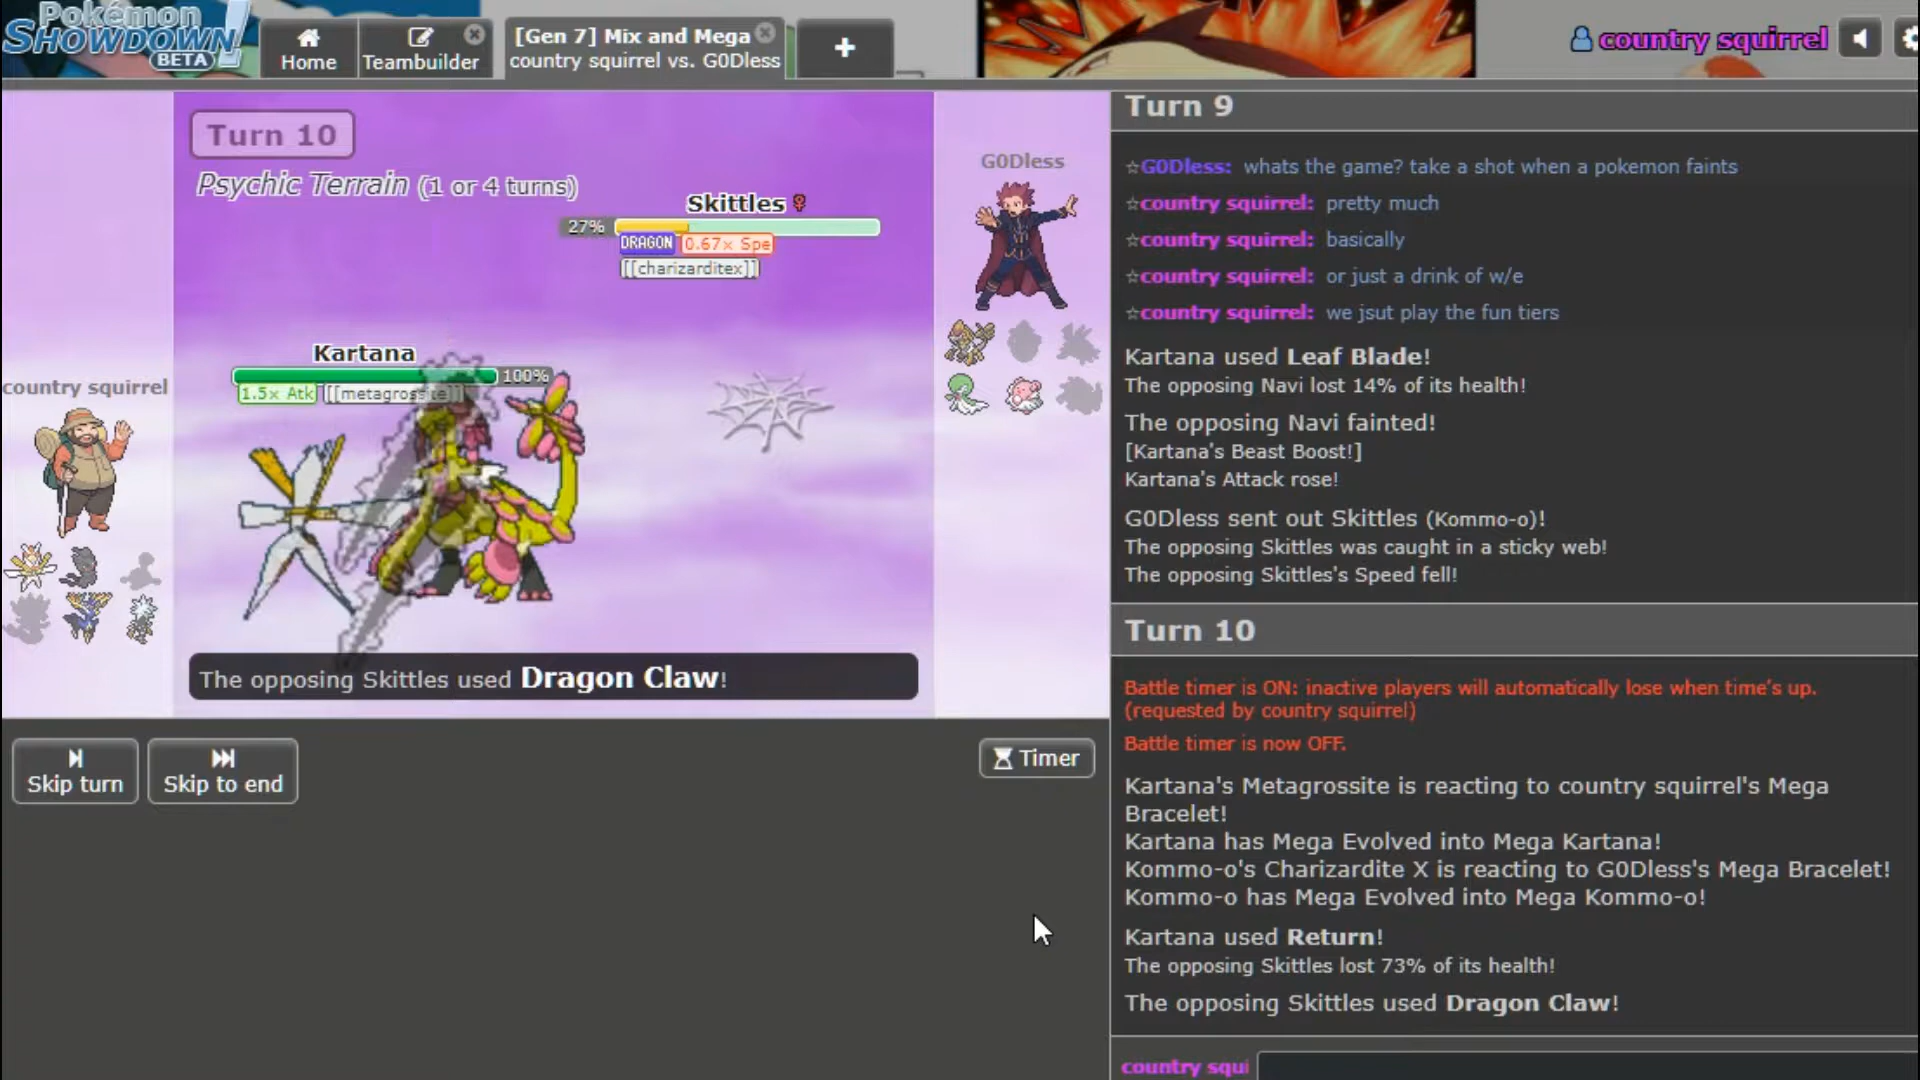 Pokémon
SHOWDOWN!
BETA
Home
Teambuilder
[Gen 7] Mix and Mega
country squirrel vs. G0Dless
+
country squirrel
Turn 10
Psychic Terrain (1 or 4 turns)
Skittles ♀
27%
DRAGON 0.67× Spe
[[charizarditex]]
Kartana
100%
1.5× Atk [[metagrossite]]
country squirrel
G0Dless
The opposing Skittles used Dragon Claw!
Skip turn
Skip to end
Timer
Turn 9
☆G0Dless: whats the game? take a shot when a pokemon faints
☆country squirrel: pretty much
☆country squirrel: basically
☆country squirrel: or just a drink of w/e
☆country squirrel: we jsut play the fun tiers
Kartana used Leaf Blade!
The opposing Navi lost 14% of its health!
The opposing Navi fainted!
[Kartana's Beast Boost!]
Kartana's Attack rose!
G0Dless sent out Skittles (Kommo-o)!
The opposing Skittles was caught in a sticky web!
The opposing Skittles's Speed fell!
Turn 10
Battle timer is ON: inactive players will automatically lose when time's up.
(requested by country squirrel)
Battle timer is now OFF.
Kartana's Metagrossite is reacting to country squirrel's Mega
Bracelet!
Kartana has Mega Evolved into Mega Kartana!
Kommo-o's Charizardite X is reacting to G0Dless's Mega Bracelet!
Kommo-o has Mega Evolved into Mega Kommo-o!
Kartana used Return!
The opposing Skittles lost 73% of its health!
The opposing Skittles used Dragon Claw!
country squi